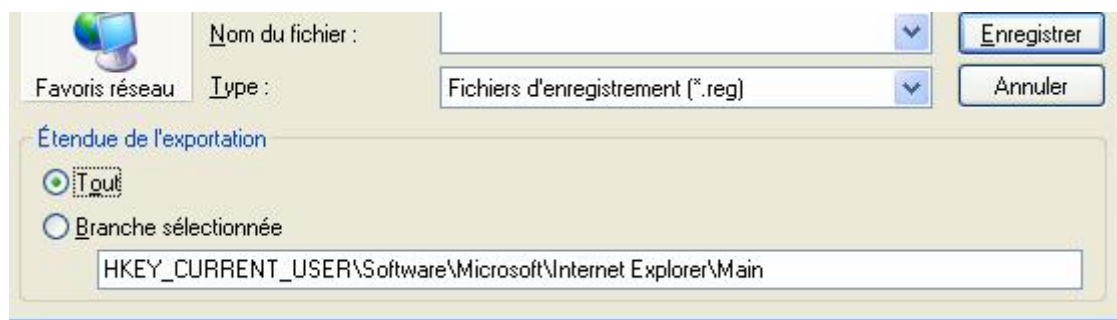 Nom du fichier :
Enregistrer
Favoris réseau
Type :
Fichiers d'enregistrement (*.reg)
Annuler
Étendue de l'exportation
Tout
Branche sélectionnée
HKEY_CURRENT_USER\Software\Microsoft\Internet Explorer\Main